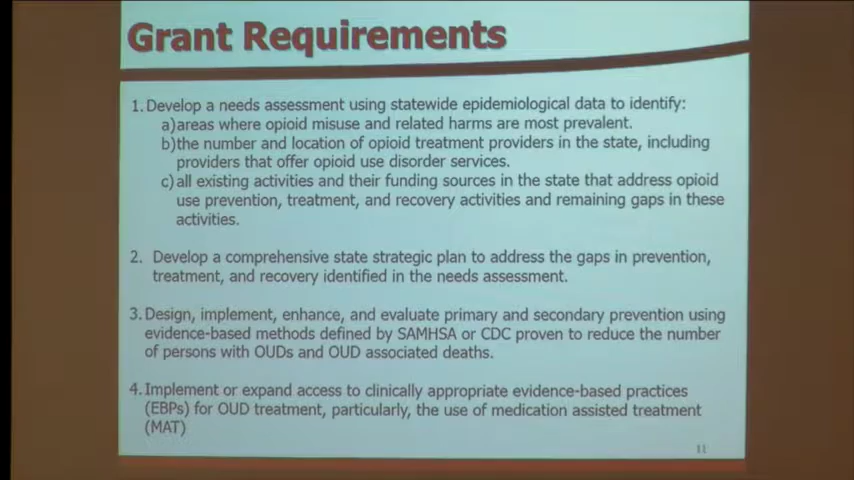 Grant Requirements
1. Develop a needs assessment using statewide epidemiological data to identify:
a) areas where opioid misuse and related harms are most prevalent.
b) the number and location of opioid treatment providers in the state, including
providers that offer opioid use disorder services.
c) all existing activities and their funding sources in the state that address opioid
use prevention, treatment, and recovery activities and remaining gaps in these
activities.
2. Develop a comprehensive state strategic plan to address the gaps in prevention,
treatment, and recovery identified in the needs assessment.
3. Design, implement, enhance, and evaluate primary and secondary prevention using
evidence-based methods defined by SAMHSA or CDC proven to reduce the number
of persons with OUDs and OUD associated deaths.
4. Implement or expand access to clinically appropriate evidence-based practices
(EBPs) for OUD treatment, particularly, the use of medication assisted treatment
(MAT)
11